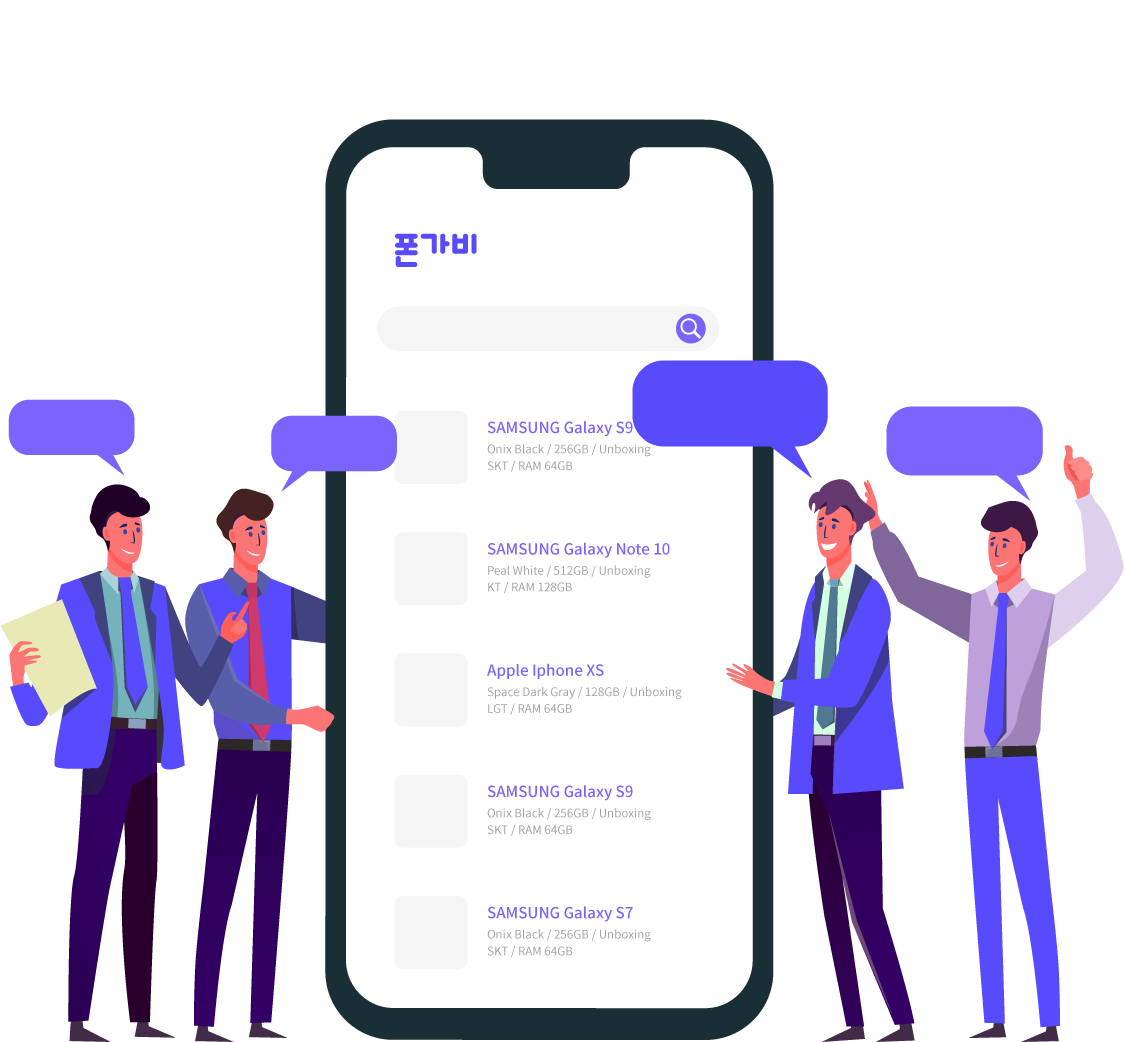 폰가비
SAMSUNG Galaxy S9
Onix Black / 256GB / Unboxing
SKT / RAM 64GB
SAMSUNG Galaxy Note 10
Peal White / 512GB / Unboxing
KT / RAM 128GB
Apple Iphone XS
Space Dark Gray / 128GB / Unboxing
LGT / RAM 64GB
SAMSUNG Galaxy S9
Onix Black / 256GB / Unboxing
SKT / RAM 64GB
SAMSUNG Galaxy S7
Onix Black / 256GB / Unboxing
SKT / RAM 64GB